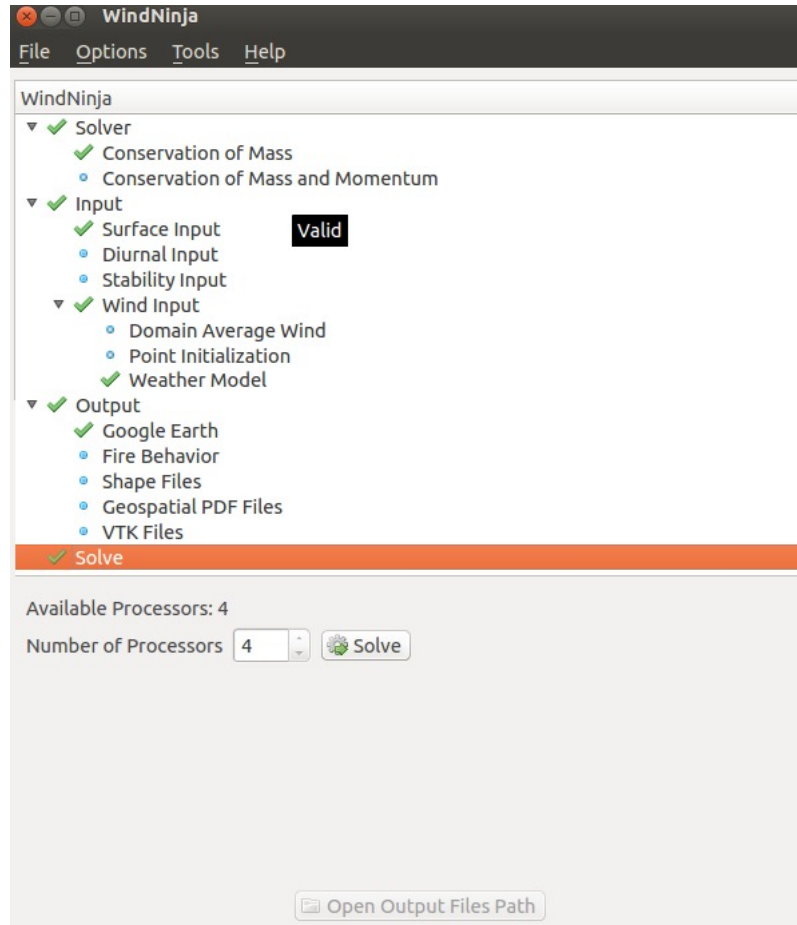 WindNinja
File Options Tools Help
WindNinja
Solver
Conservation of Mass
Conservation of Mass and Momentum
Input
Surface Input Valid
Diurnal Input
Stability Input
Wind Input
Domain Average Wind
Point Initialization
Weather Model
Output
Google Earth
Fire Behavior
Shape Files
Geospatial PDF Files
VTK Files
Solve
Available Processors: 4
Number of Processors 4 Solve
Open Output Files Path